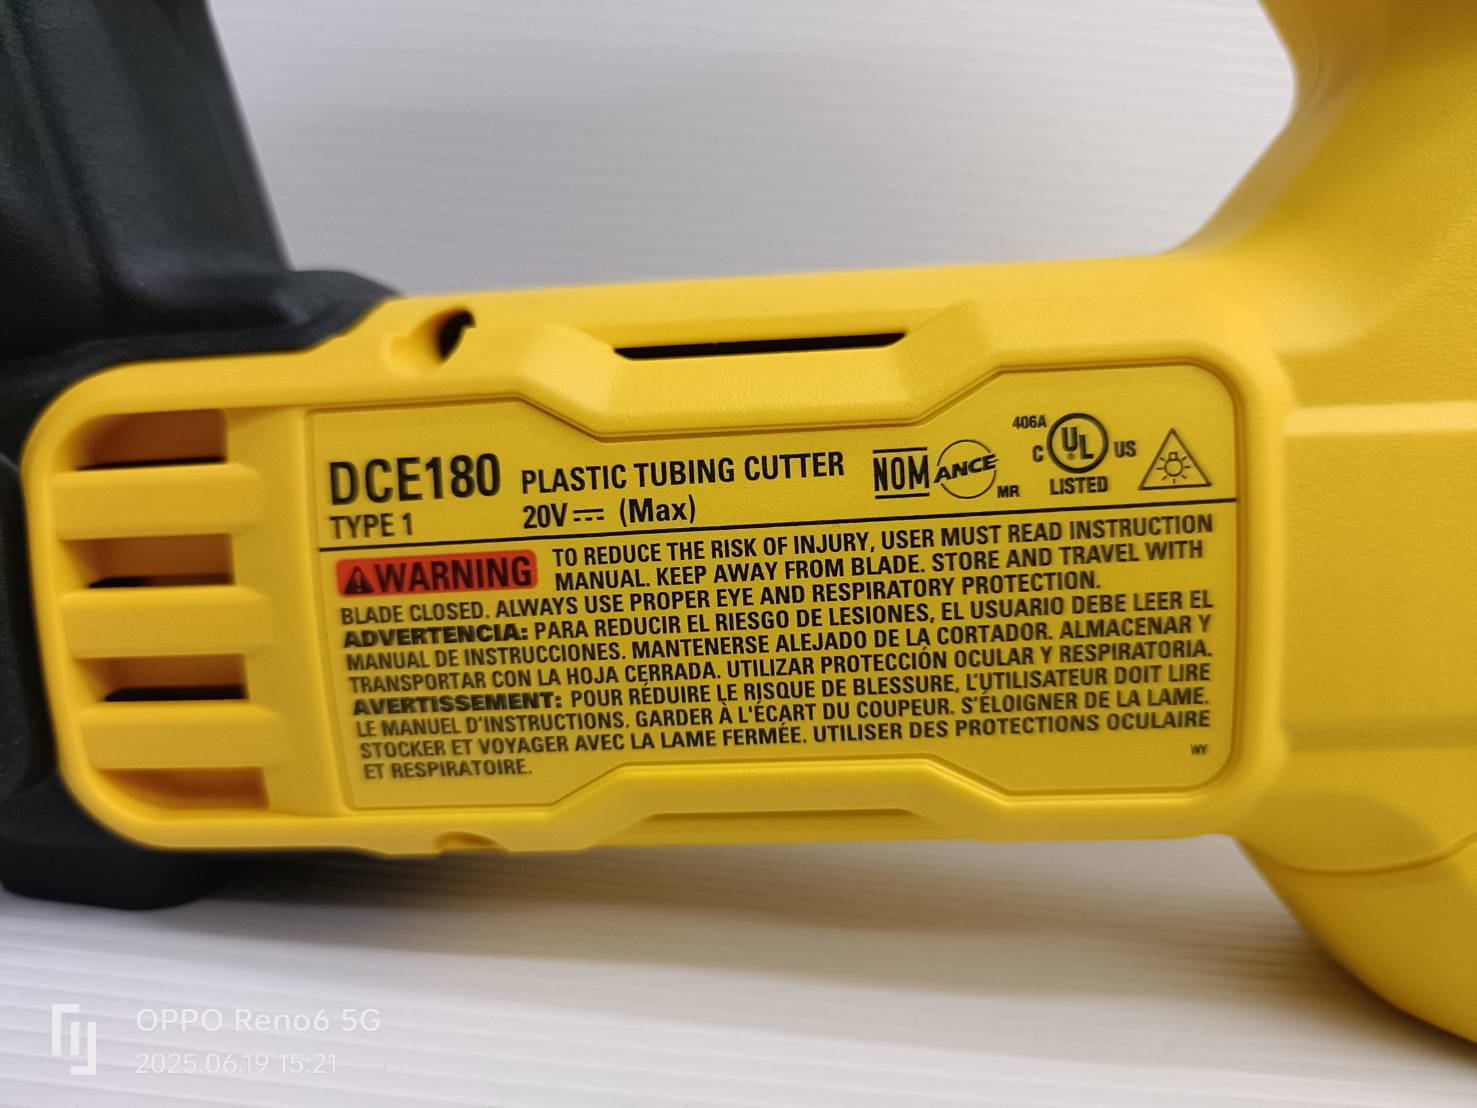 DCE180 PLASTIC TUBING CUTTER
TYPE 1 20V (Max)
NOM ANCE MR
406A
C UL ® US
LISTED
WARNING TO REDUCE THE RISK OF INJURY, USER MUST READ INSTRUCTION
MANUAL. KEEP AWAY FROM BLADE. STORE AND TRAVEL WITH
BLADE CLOSED. ALWAYS USE PROPER EYE AND RESPIRATORY PROTECTION.
ADVERTENCIA: PARA REDUCIR EL RIESGO DE LESIONES, EL USUARIO DEBE LEER EL
MANUAL DE INSTRUCCIONES. MANTENERSE ALEJADO DE LA CORTADOR. ALMACENAR Y
TRANSPORTAR CON LA HOJA CERRADA. UTILIZAR PROTECCIÓN OCULAR Y RESPIRATORIA.
AVERTISSEMENT: POUR RÉDUIRE LE RISQUE DE BLESSURE, L'UTILISATEUR DOIT LIRE
LE MANUEL D'INSTRUCTIONS. GARDER À L'ÉCART DU COUPEUR. S'ÉLOIGNER DE LA LAME.
STOCKER ET VOYAGER AVEC LA LAME FERMÉE. UTILISER DES PROTECTIONS OCULAIRE
ET RESPIRATOIRE.
WY
OPPO Reno6 5G
2025.06.19 15:21